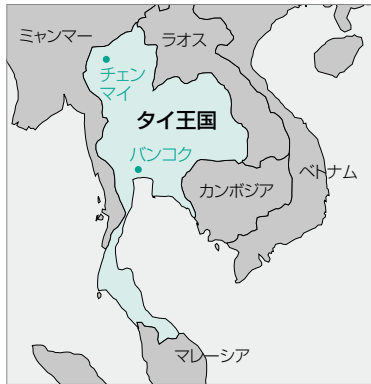 ミャンマー
ラオス
チェン
マイ
タイ王国
バンコク
ベトナム
カンボジア
マレーシア